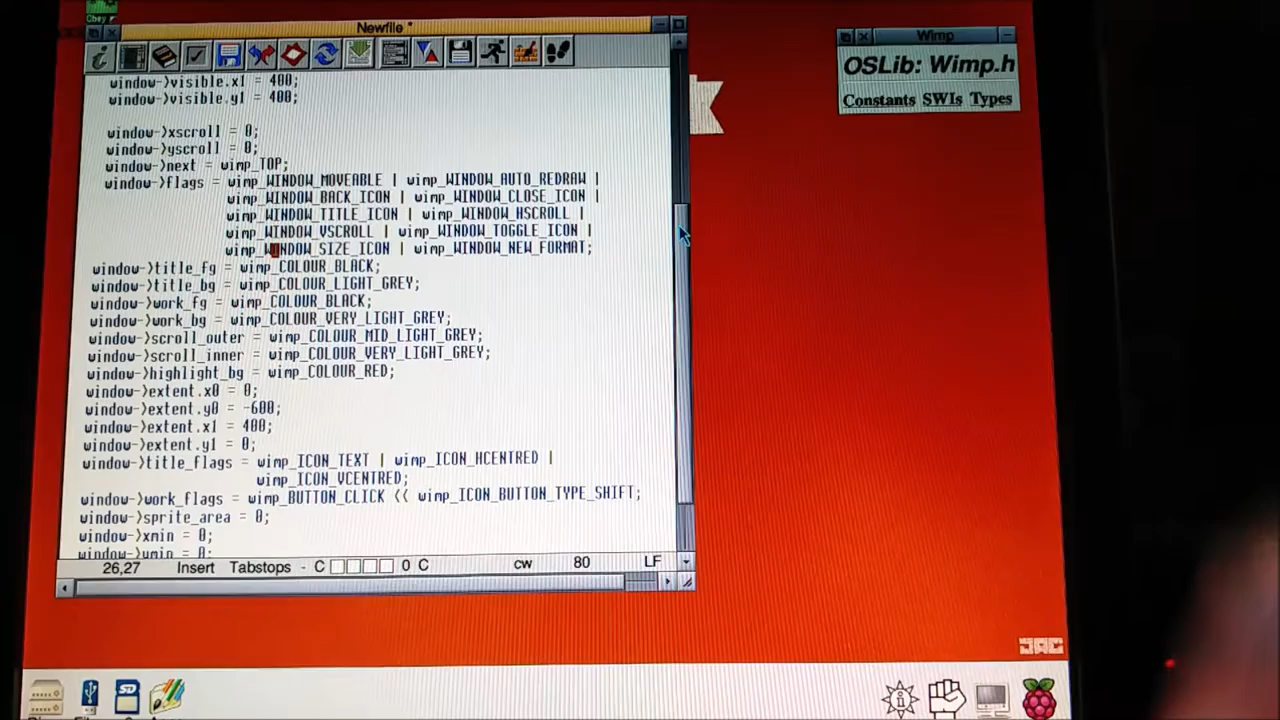 Newfile *
window->visible.x1 = 400;
window->visible.y1 = 400;
window->xscroll = 0;
window->yscroll = 0;
window->next = wimp_TOP;
window->flags = wimp_WINDOW_MOVEABLE | wimp_WINDOW_AUTO_REDRAW |
wimp_WINDOW_BACK_ICON | wimp_WINDOW_CLOSE_ICON |
wimp_WINDOW_TITLE_ICON | wimp_WINDOW_HSCROLL |
wimp_WINDOW_VSCROLL | wimp_WINDOW_TOGGLE_ICON |
wimp_WINDOW_SIZE_ICON | wimp_WINDOW_NEW_FORMAT;
window->title_fg = wimp_COLOUR_BLACK;
window->title_bg = wimp_COLOUR_LIGHT_GREY;
window->work_fg = wimp_COLOUR_BLACK;
window->work_bg = wimp_COLOUR_VERY_LIGHT_GREY;
window->scroll_outer = wimp_COLOUR_MID_LIGHT_GREY;
window->scroll_inner = wimp_COLOUR_VERY_LIGHT_GREY;
window->highlight_bg = wimp_COLOUR_RED;
window->extent.x0 = 0;
window->extent.y0 = -600;
window->extent.x1 = 400;
window->extent.y1 = 0;
window->title_flags = wimp_ICON_TEXT | wimp_ICON_HCENTRED |
wimp_ICON_VCENTRED;
window->work_flags = wimp_BUTTON_CLICK << wimp_ICON_BUTTON_TYPE_SHIFT;
window->sprite_area = 0;
window->xmin = 0;
window->ymin = 0;
26,27 Insert Tabstops - C 0 C cw 80 LF
Wimp
OSLib: Wimp.h
Constants SWIs Types
SD